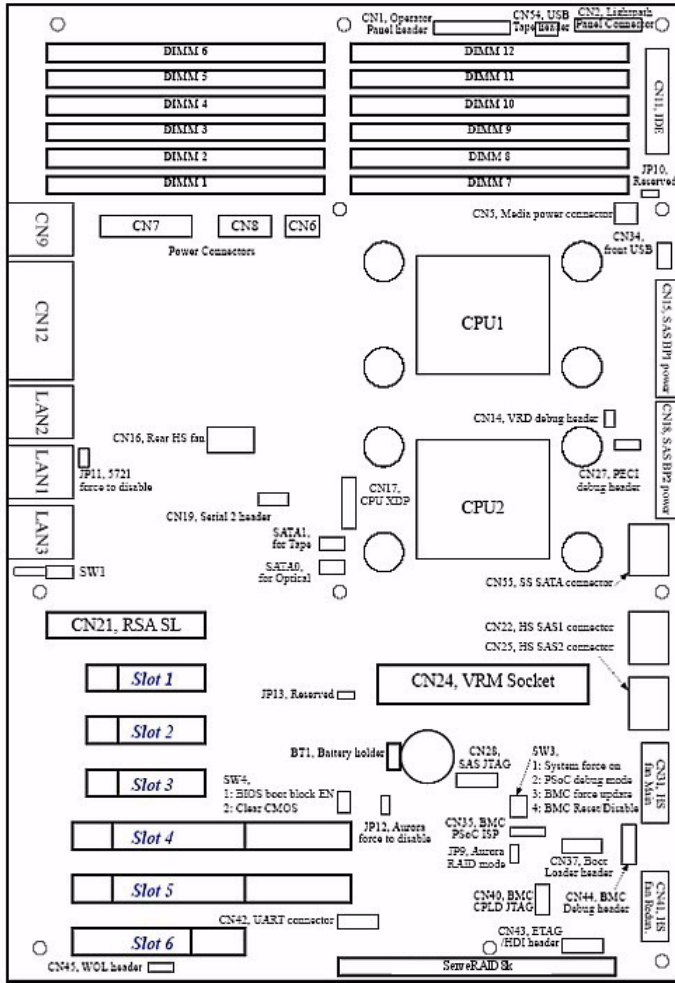 CN1, Operator
Panel header
CN54, USB
Tape header
CN2, Lightpath
Panel Connector
DIMM 6
DIMM 5
DIMM 4
DIMM 3
DIMM 2
DIMM 1
DIMM 12
DIMM 11
DIMM 10
DIMM 9
DIMM 8
DIMM 7
CN11, IDE
JP10,
Reserved
CN9
CN7
CN8
CN6
Power Connectors
CN5, Media power connector
CN34,
front USB
CN12
CPU1
CN15, SAS BP1 power
LAN2
CN16, Rear HS fan
CN14, VRD debug header
CN18, SAS BP2 power
LAN1
JP11, 5721
force to disable
CN17,
CPU XDP
CPU2
CN27, PECI
debug header
CN19, Serial 2 header
LAN3
SATA1,
for Tape
SATA0,
for Optical
SW1
CN55, SS SATA connector
CN21, RSA SL
CN22, HS SAS1 connector
CN25, HS SAS2 connector
Slot 1
JP13, Reserved
CN24, VRM Socket
Slot 2
BT1, Battery holder
CN28,
SAS JTAG
SW3,
1: System force on
2: PSoC debug mode
3: BMC force update
4: BMC Reset/Disable
CN31, HS
fan Main
Slot 3
SW4,
1: BIOS boot block EN
2: Clear CMOS
JP12, Aurora
force to disable
CN35, BMC
PSoC ISP
JP9, Aurora
RAID mode
CN37, Boot
Loader header
Slot 4
Slot 5
CN40, BMC
CPLD JTAG
CN44, BMC
Debug header
CN41, HS
fan Redun.
CN42, UART connector
CN43, ETAG
/HDI header
Slot 6
CN45, WOL header
ServeRAID 8k